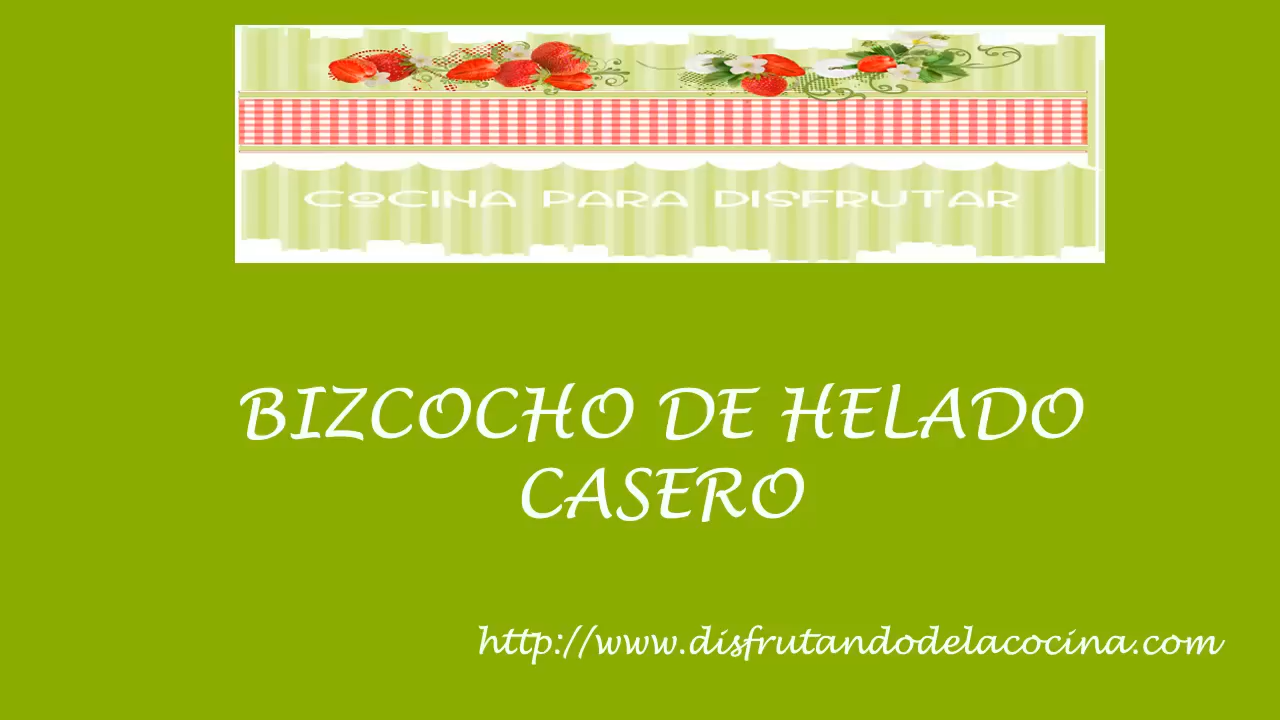 COCINA PARA DISFRUTAR
BIZCOCHO DE HELADO
CASERO
http://www.disfrutandodelacocina.com